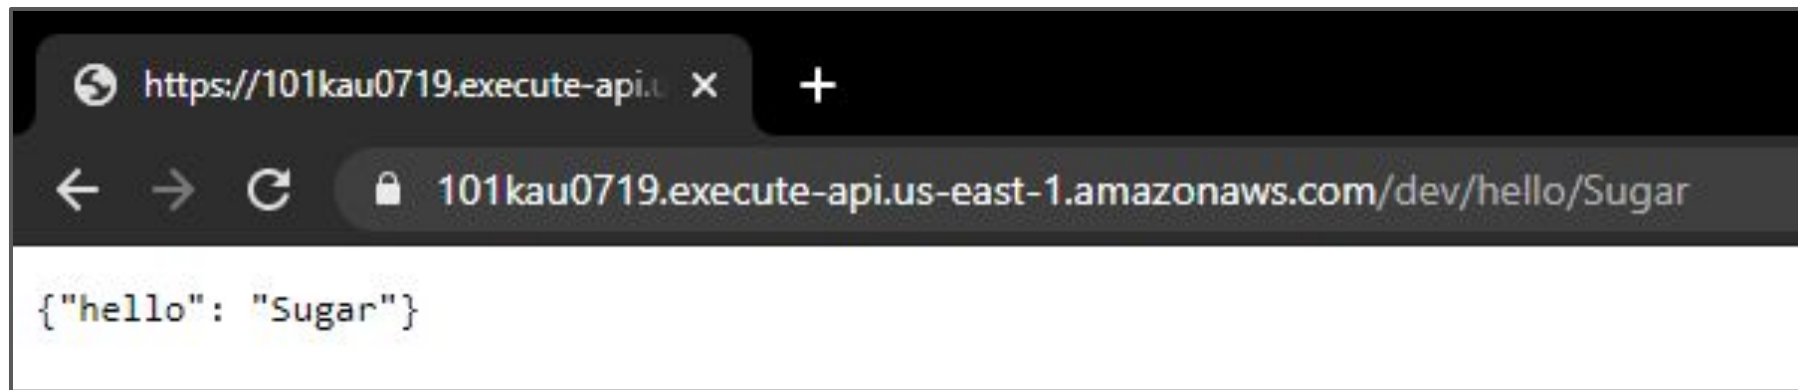 https://101kau0719.execute-api.u
101kau0719.execute-api.us-east-1.amazonaws.com/dev/hello/Sugar
{"hello": "Sugar"}